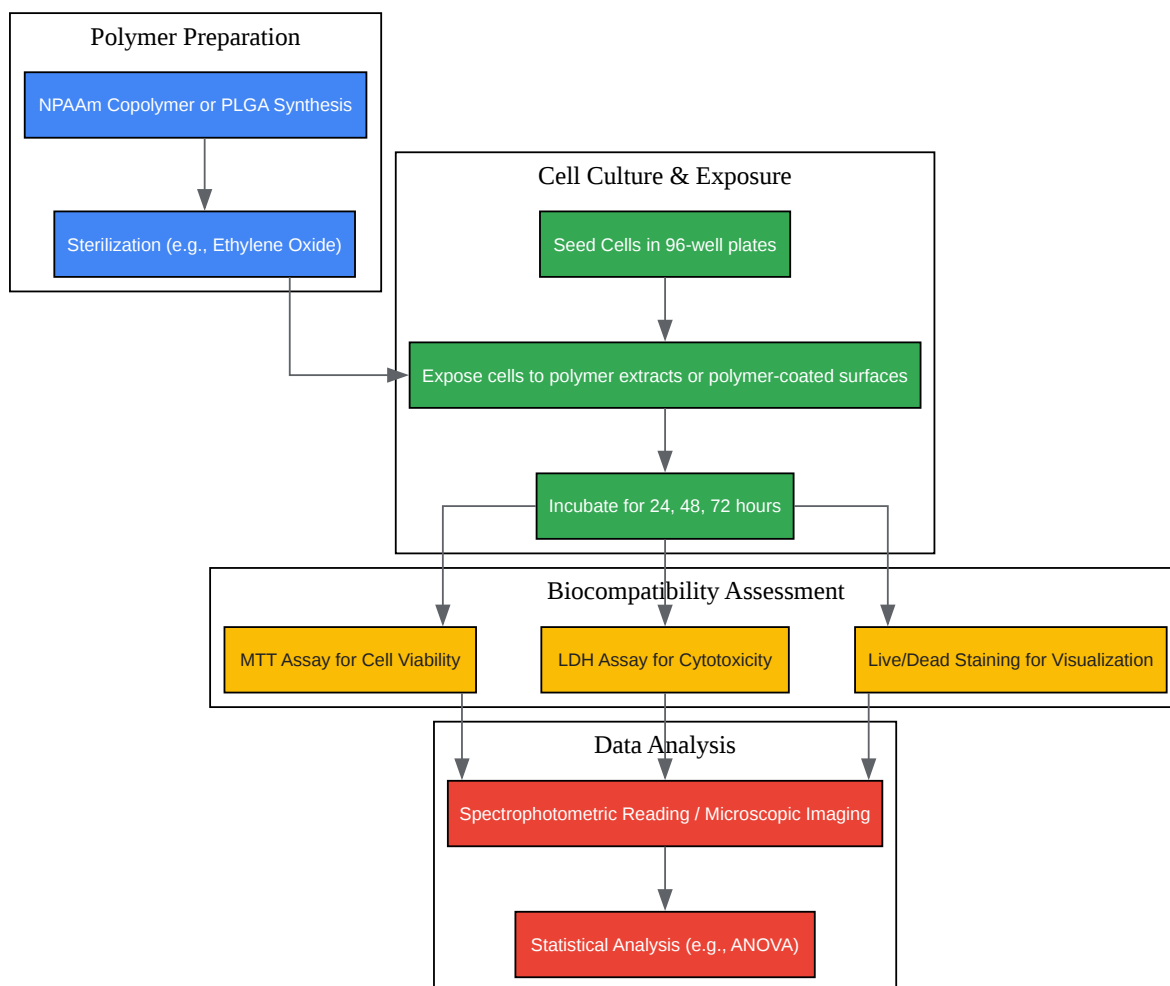 Polymer Preparation
NPAAm Copolymer or PLGA Synthesis
Sterilization (e.g., Ethylene Oxide)
Cell Culture & Exposure
Seed Cells in 96-well plates
Expose cells to polymer extracts or polymer-coated surfaces
Incubate for 24, 48, 72 hours
Biocompatibility Assessment
MTT Assay for Cell Viability
LDH Assay for Cytotoxicity
Live/Dead Staining for Visualization
Data Analysis
Spectrophotometric Reading / Microscopic Imaging
Statistical Analysis (e.g., ANOVA)